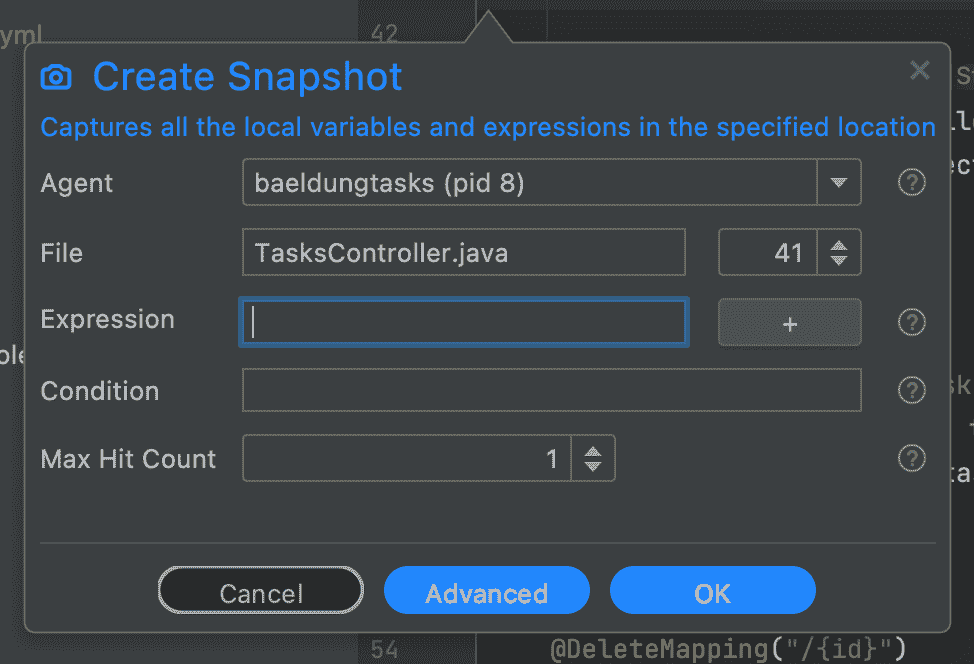 yml
42
Create Snapshot
Captures all the local variables and expressions in the specified location
Agent baeldungtasks (pid 8)
File TasksController.java 41
Expression +
Condition
Max Hit Count 1
Cancel Advanced OK
54 @DeleteMapping("/{id}")